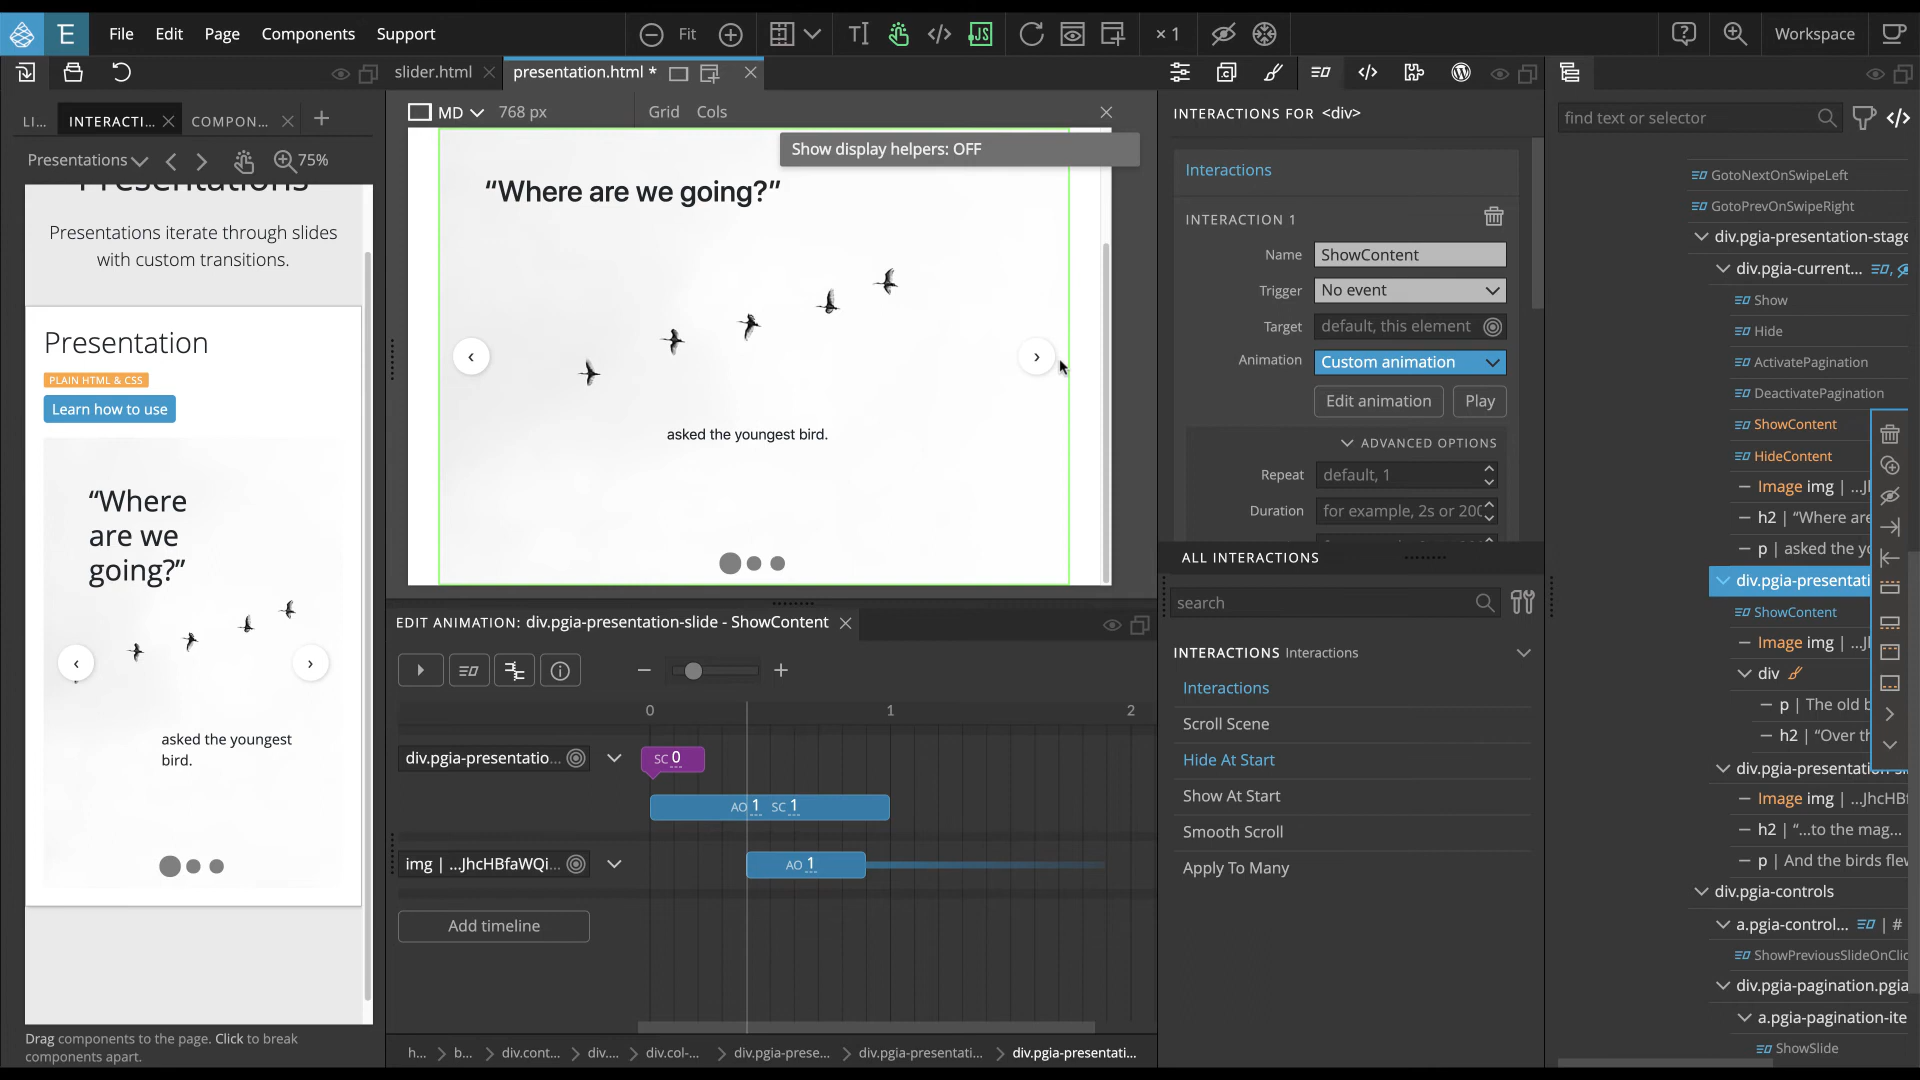 File Edit Page Components Support
Fit
× 1
Workspace
slider.html
presentation.html *
LI...
INTERACTI...
COMPON...
Presentations
75%
Presentations
Presentations iterate through slides
with custom transitions.
Presentation
PLAIN HTML & CSS
Learn how to use
“Where
are we
going?”
asked the youngest
bird.
Drag components to the page. Click to break
components apart.
MD 768 px Grid Cols
Show display helpers: OFF
“Where are we going?”
asked the youngest bird.
EDIT ANIMATION: div.pgia-presentation-slide - ShowContent
0 1 2
div.pgia-presentatio...
SC 0
AO 1 SC 1
img | ...JhcHBfaWQi...
AO 1
Add timeline
h... b... div.cont... div.... div.col-... div.pgia-prese... div.pgia-presentati... div.pgia-presentati...
INTERACTIONS FOR <div>
Interactions
INTERACTION 1
Name ShowContent
Trigger No event
Target default, this element
Animation Custom animation
Edit animation Play
ADVANCED OPTIONS
Repeat default, 1
Duration for example, 2s or 200
ALL INTERACTIONS
search
INTERACTIONS Interactions
Interactions
Scroll Scene
Hide At Start
Show At Start
Smooth Scroll
Apply To Many
find text or selector
GotoNextOnSwipeLeft
GotoPrevOnSwipeRight
div.pgia-presentation-stage
div.pgia-current...
Show
Hide
ActivatePagination
DeactivatePagination
ShowContent
HideContent
Image img | ...Jl
h2 | “Where are
p | asked the yo
div.pgia-presentati
ShowContent
Image img | ...
div
p | The old b
h2 | “Over th
div.pgia-presentation-sl
Image img | ...JhcHBf
h2 | “...to the mag...
p | And the birds flew
div.pgia-controls
a.pgia-control... | #
ShowPreviousSlideOnClic
div.pgia-pagination.pgia
a.pgia-pagination-ite
ShowSlide